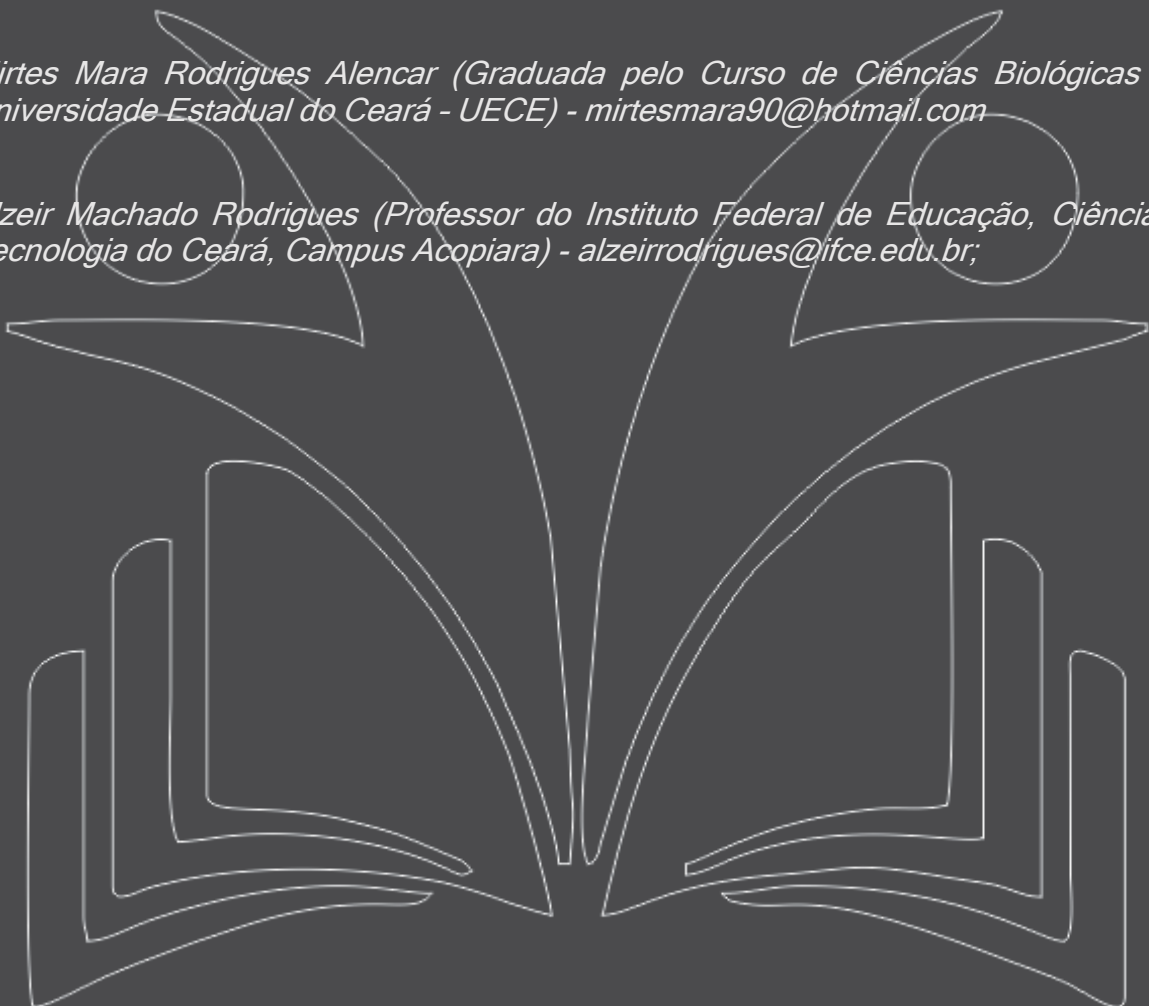 irtes Mara Rodrigues Alencar (Graduada pelo Curso de Ciências Biológicas
niversidade Estadual do Ceará - UECE) - mirtesmara90@hotmail.com
lzeir Machado Rodrigues (Professor do Instituto Federal de Educação, Ciência
ecnologia do Ceará, Campus Acopiara) - alzeirrodrigues@ifce.edu.br;